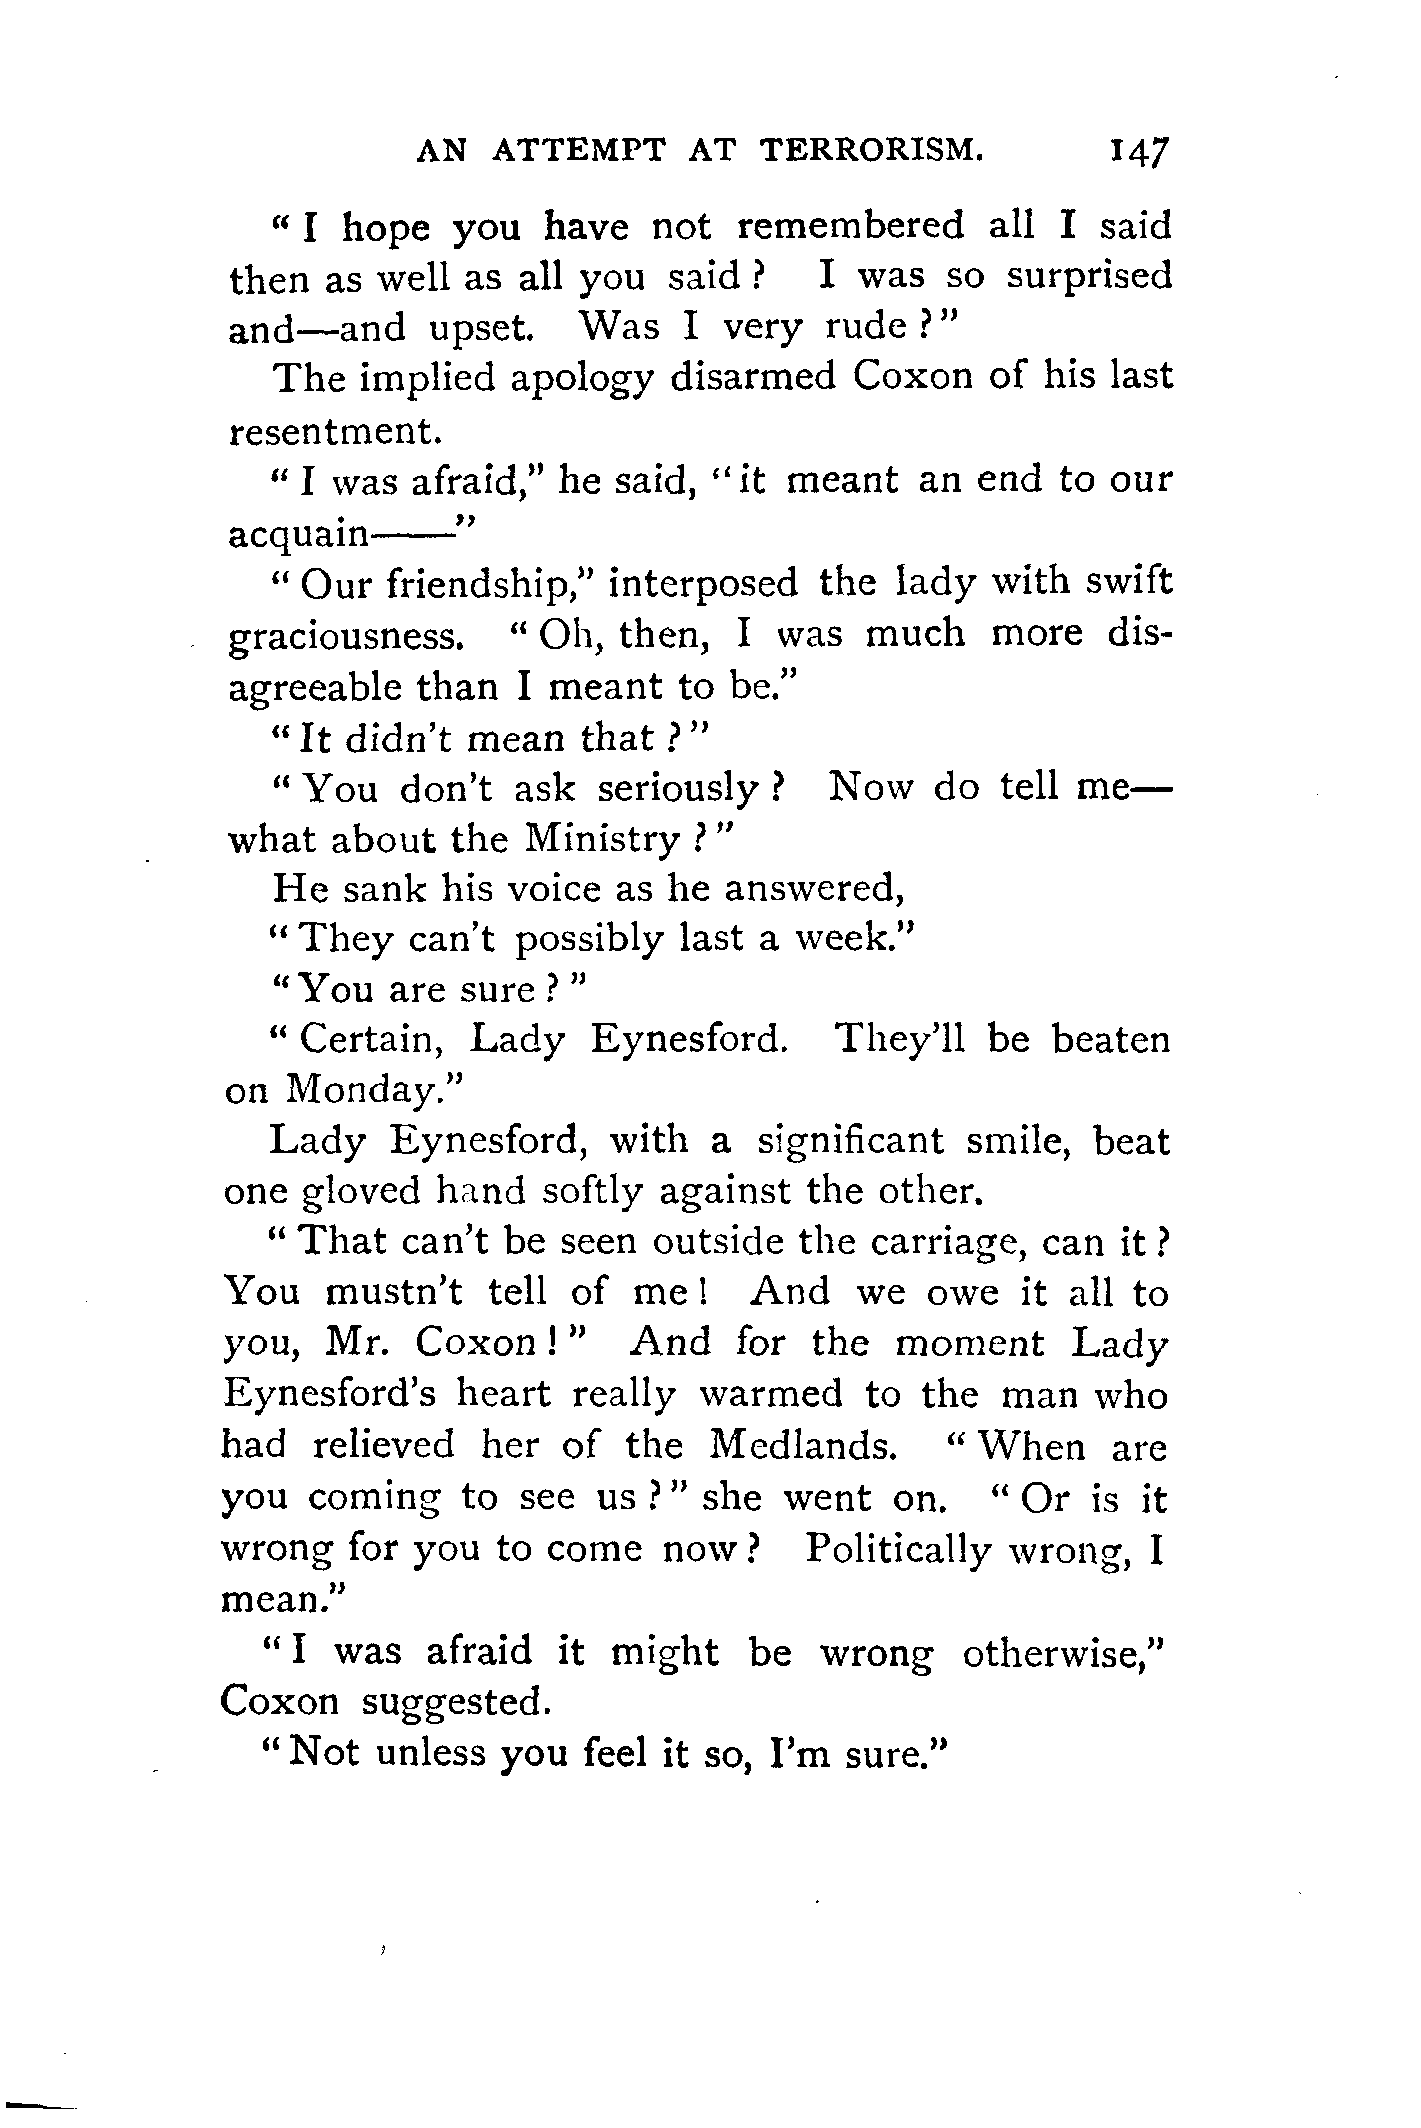 AN ATTEMPT AT TERRORISM. 147
“ I hope you have not remembered all I said
then as well as all you said ? I was so surprised
and—and upset. Was I very rude ?”
The implied apology disarmed Coxon of his last
resentment.
“ I was afraid,” he said, “ it meant an end to our
acquain——”
“ Our friendship,” interposed the lady with swift
graciousness. “ Oh, then, I was much more dis-
agreeable than I meant to be.”
“ It didn’t mean that ?”
“ You don’t ask seriously ? Now do tell me—
what about the Ministry ?”
He sank his voice as he answered,
“ They can’t possibly last a week.”
“ You are sure ? ”
“ Certain, Lady Eynesford. They’ll be beaten
on Monday.”
Lady Eynesford, with a significant smile, beat
one gloved hand softly against the other.
“ That can’t be seen outside the carriage, can it ?
You mustn’t tell of me ! And we owe it all to
you, Mr. Coxon ! ” And for the moment Lady
Eynesford’s heart really warmed to the man who
had relieved her of the Medlands. “ When are
you coming to see us ? ” she went on. “ Or is it
wrong for you to come now ? Politically wrong, I
mean.”
“ I was afraid it might be wrong otherwise,”
Coxon suggested.
“ Not unless you feel it so, I’m sure.”